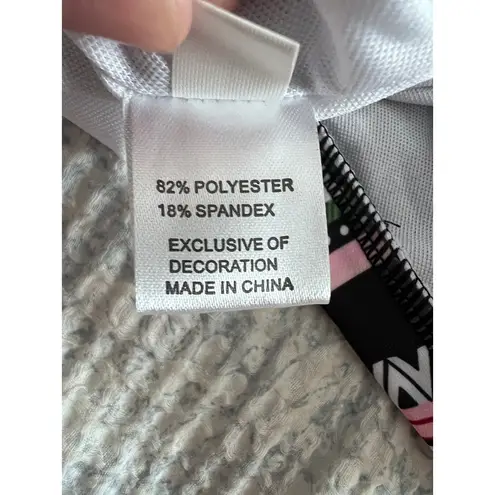 82% POLYESTER
18% SPANDEX
EXCLUSIVE OF
DECORATION
MADE IN CHINA